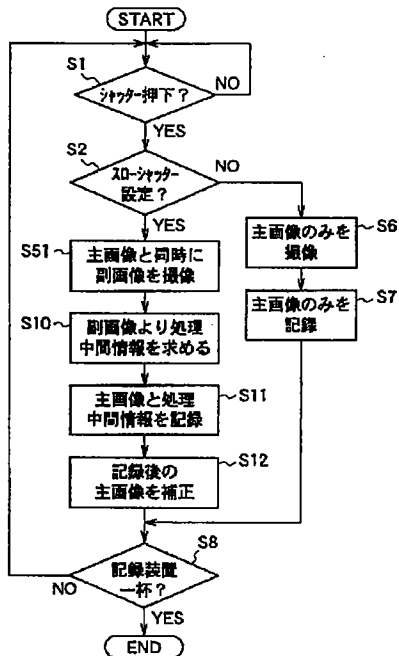 START
S1
シャッター押下？
NO
YES
S2
スローシャッター
設定？
NO
YES
S51
主画像と同時に
副画像を撮像
S6
主画像のみを
撮像
S10
副画像より処理
中間情報を求める
S7
主画像のみを
記録
S11
主画像と処理
中間情報を記録
S12
記録後の
主画像を補正
S8
記録装置
一杯？
NO
YES
END